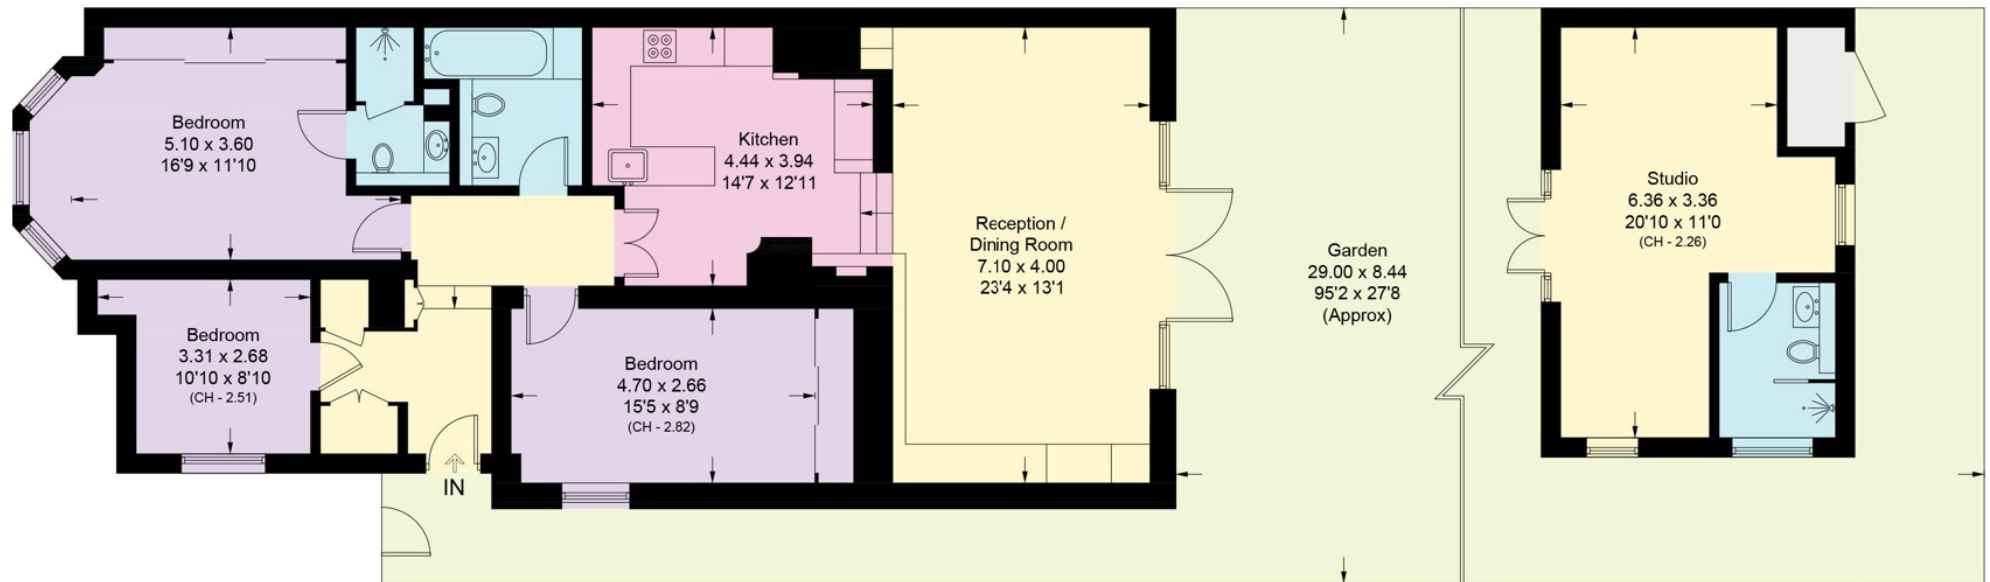 Bedroom
5.10 x 3.60
16'9 x 11'10
Kitchen
4.44 x 3.94
14'7 x 12'11
Reception /
Dining Room
7.10 x 4.00
23'4 x 13'1
Garden
29.00 x 8.44
95'2 x 27'8
(Approx)
Studio
6.36 x 3.36
20'10 x 11'0
(CH - 2.26)
Bedroom
3.31 x 2.68
10'10 x 8'10
(CH - 2.51)
Bedroom
4.70 x 2.66
15'5 x 8'9
(CH - 2.82)
IN